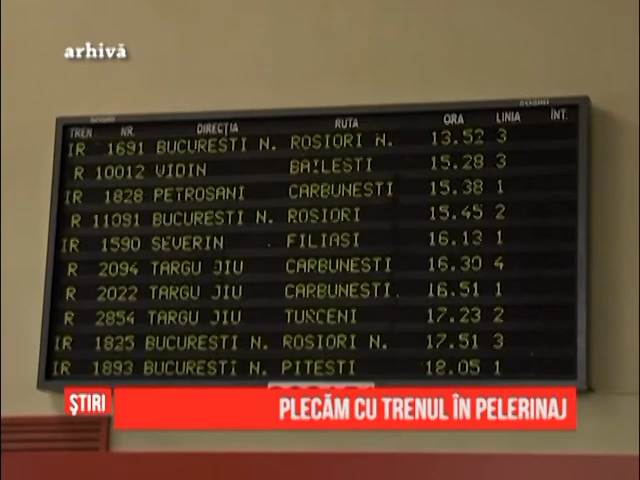 arhivă
TREN NR. DIRECŢIA RUTA ORA LINIA ÎNT.
IR 1691 BUCURESTI N. ROSIORI N. 13.52 3
R 10012 VIDIN BAILESTI 15.28 3
IR 1828 PETROSANI CARBUNESTI 15.38 1
R 11091 BUCURESTI N. ROSIORI 15.45 2
IR 1590 SEVERIN FILIASI 16.13 1
R 2094 TARGU JIU CARBUNESTI 16.30 4
R 2022 TARGU JIU CARBUNESTI 16.51 1
R 2854 TARGU JIU TURCENI 17.23 2
IR 1825 BUCURESTI N. ROSIORI N. 17.51 3
IR 1893 BUCURESTI N. PITESTI 18.05 1
ŞTIRI PLECĂM CU TRENUL ÎN PELERINAJ